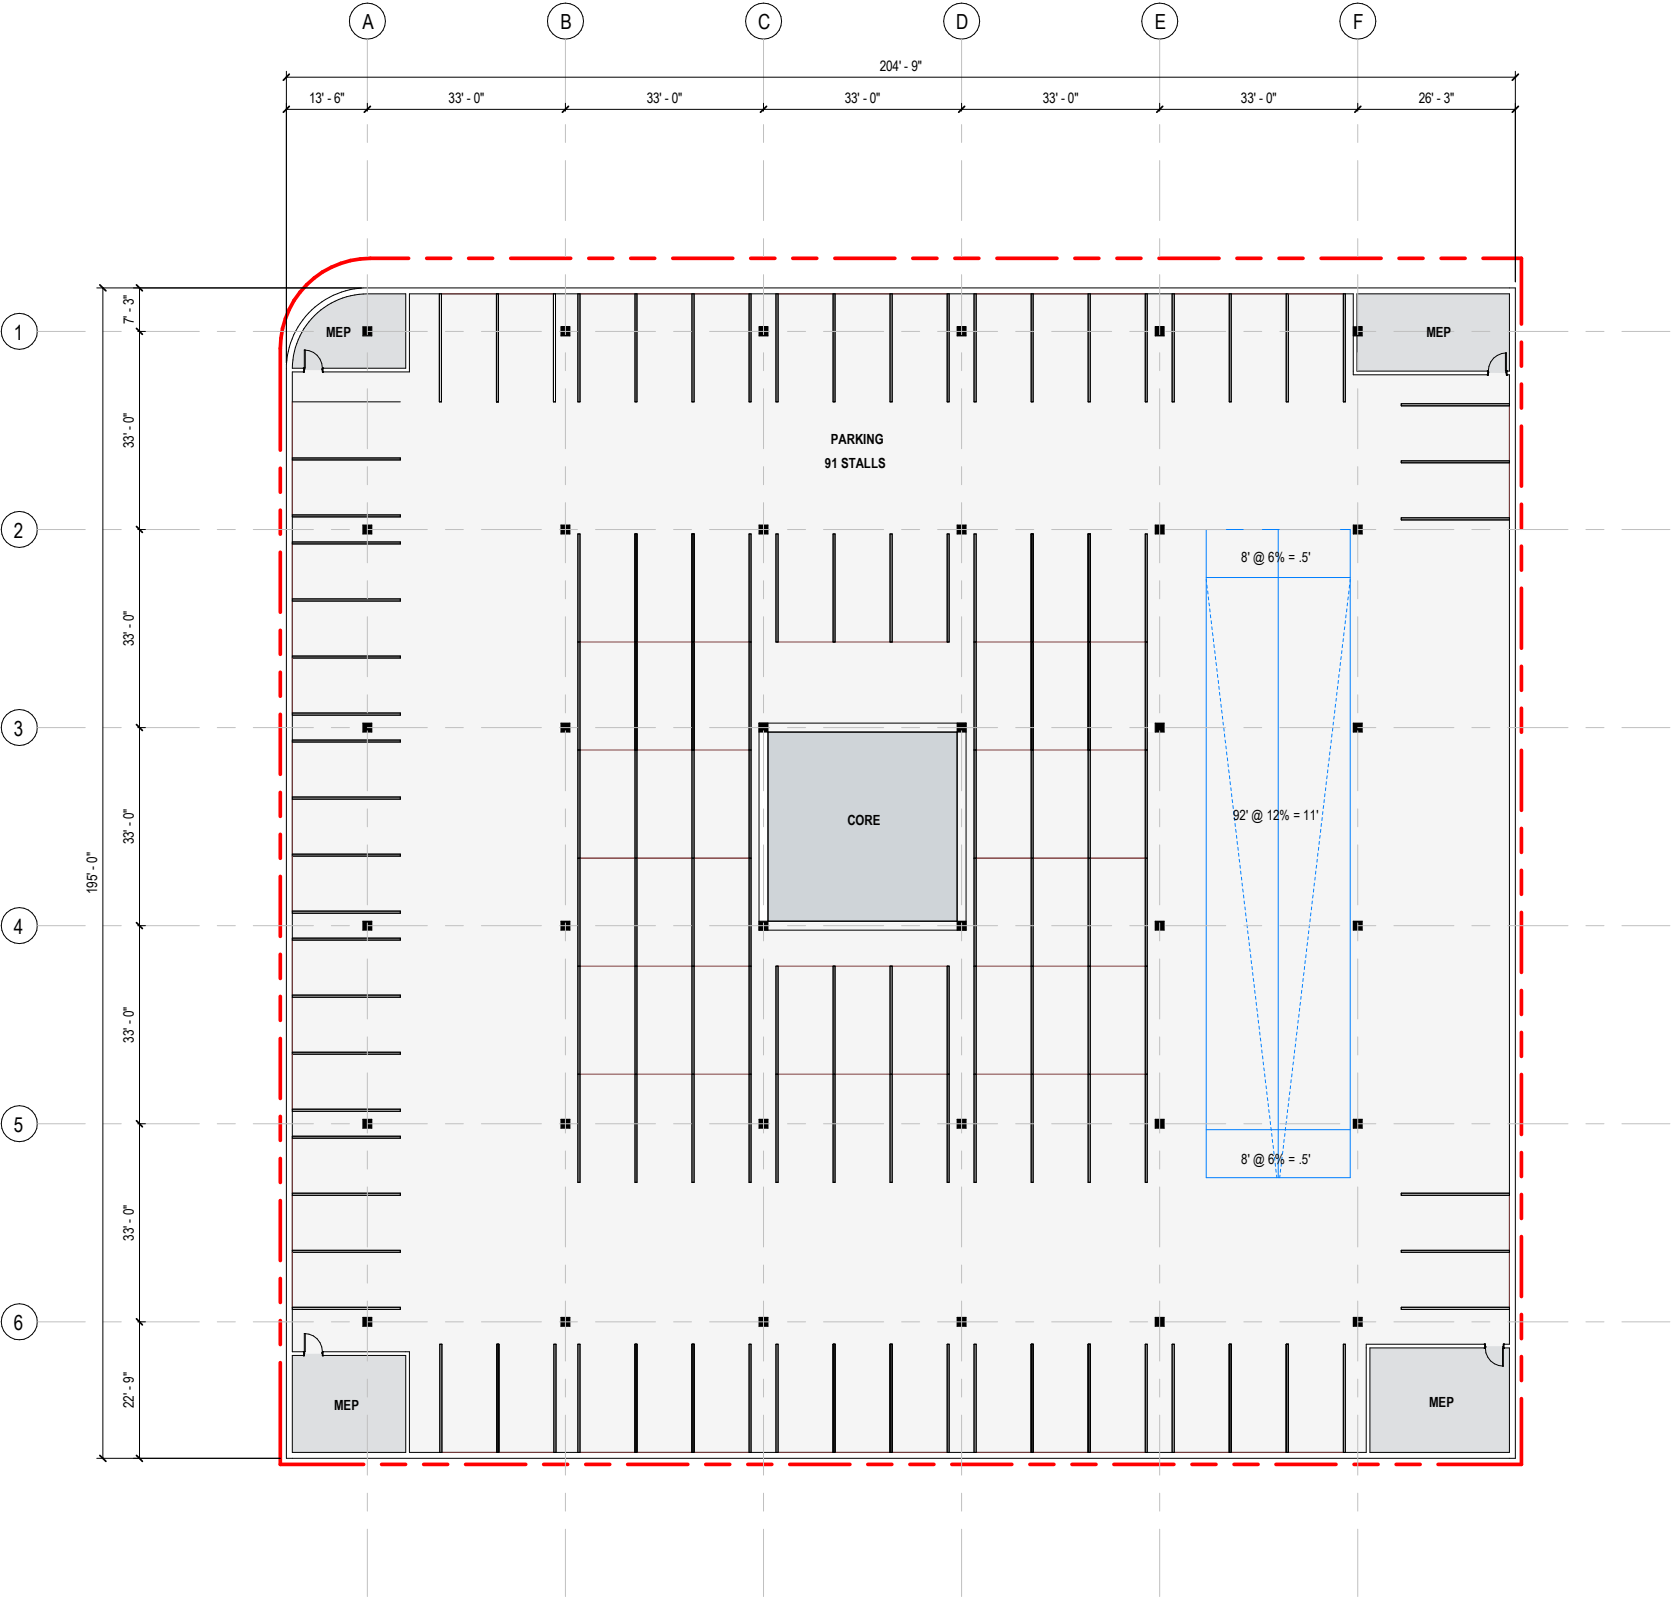 A B C D E F
204' - 9"
13' - 6" 33' - 0" 33' - 0" 33' - 0" 33' - 0" 33' - 0" 26' - 3"
7' - 3"
1
MEP
MEP
33' - 0"
PARKING
91 STALLS
2
8' @ 6% = .5'
33' - 0"
3
195' - 0"
33' - 0"
CORE
92' @ 12% = 11'
4
33' - 0"
5
8' @ 6% = .5'
33' - 0"
6
22' - 9"
MEP
MEP